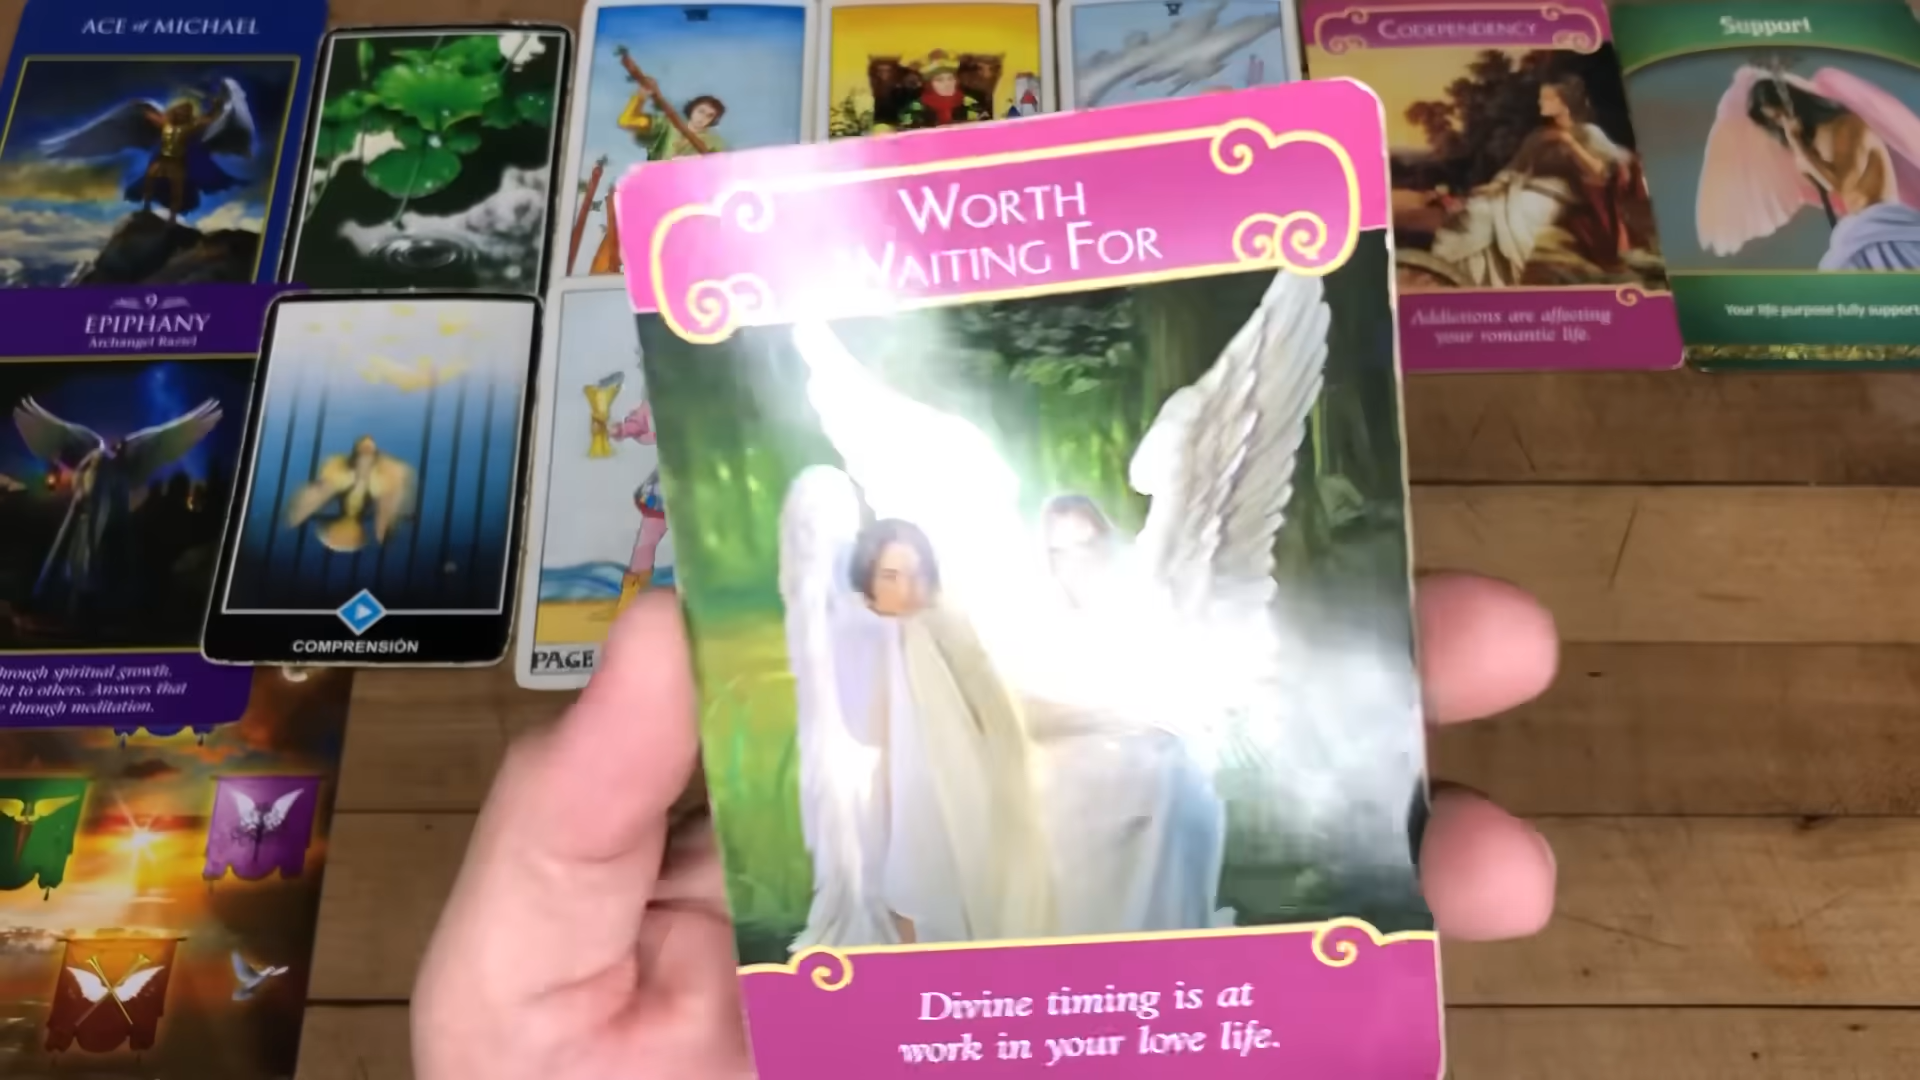 ACE of MICHAEL
VII
V
CODEPENDENCY
Support
WORTH
WAITING FOR
9
EPIPHANY
Archangel Raziel
Addictions are affecting
your romantic life.
Your life purpose fully support
COMPRENSIÓN
PAGE
through spiritual growth.
to others. Answers that
through meditation.
Divine timing is at
work in your love life.